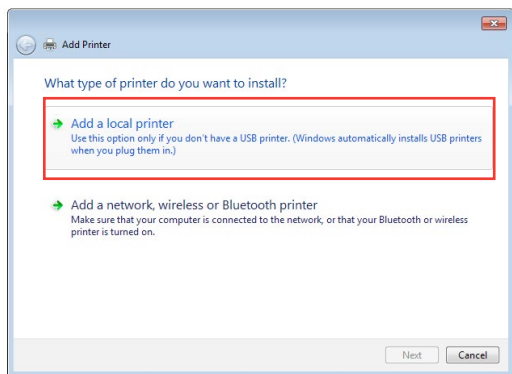 Add Printer
What type of printer do you want to install?
Add a local printer
Use this option only if you don't have a USB printer. (Windows automatically installs USB printers
when you plug them in.)
Add a network, wireless or Bluetooth printer
Make sure that your computer is connected to the network, or that your Bluetooth or wireless
printer is turned on.
Next Cancel